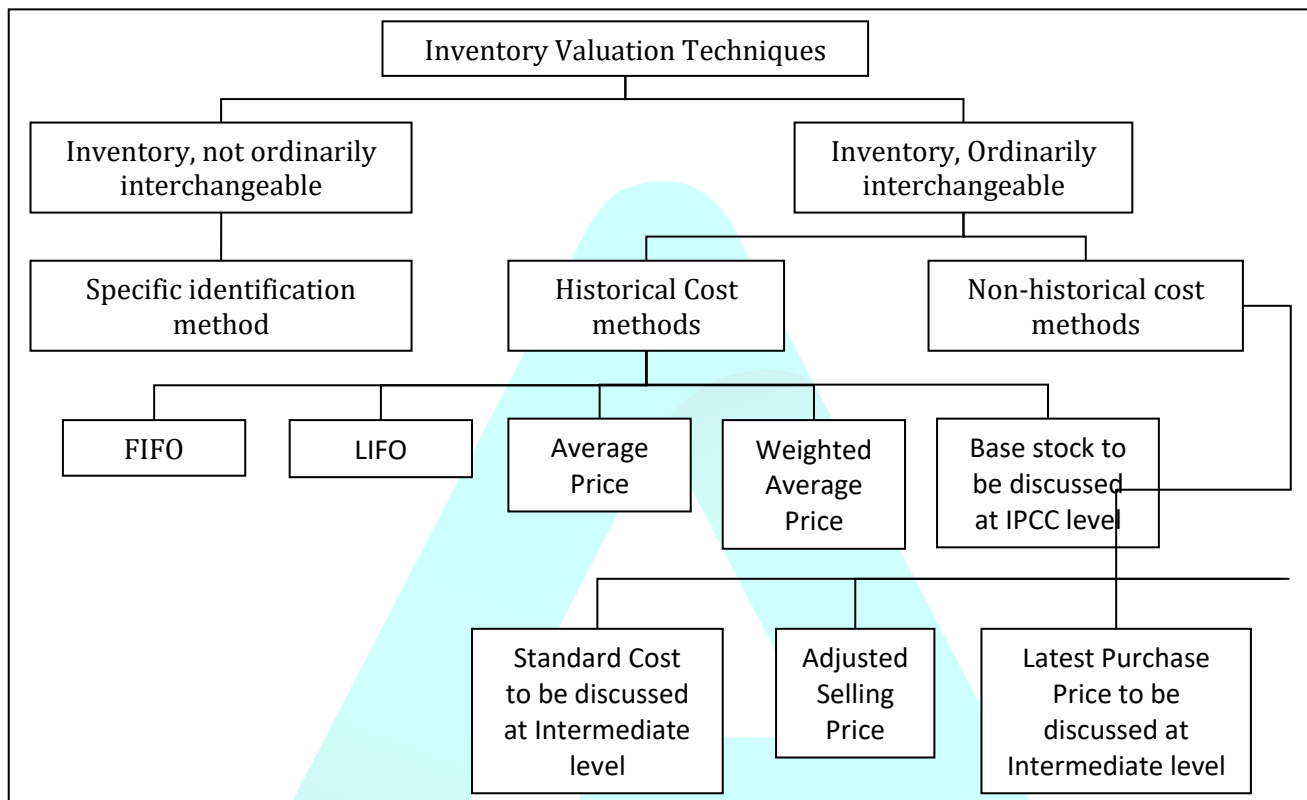 Inventory Valuation Techniques
Inventory, not ordinarily
interchangeable
Inventory, Ordinarily
interchangeable
Specific identification
method
Historical Cost
methods
Non-historical cost
methods
FIFO
LIFO
Average
Price
Weighted
Average
Price
Base stock to
be discussed
at IPCC level
Standard Cost
to be discussed
at Intermediate
level
Adjusted
Selling
Price
Latest Purchase
Price to be
discussed at
Intermediate level